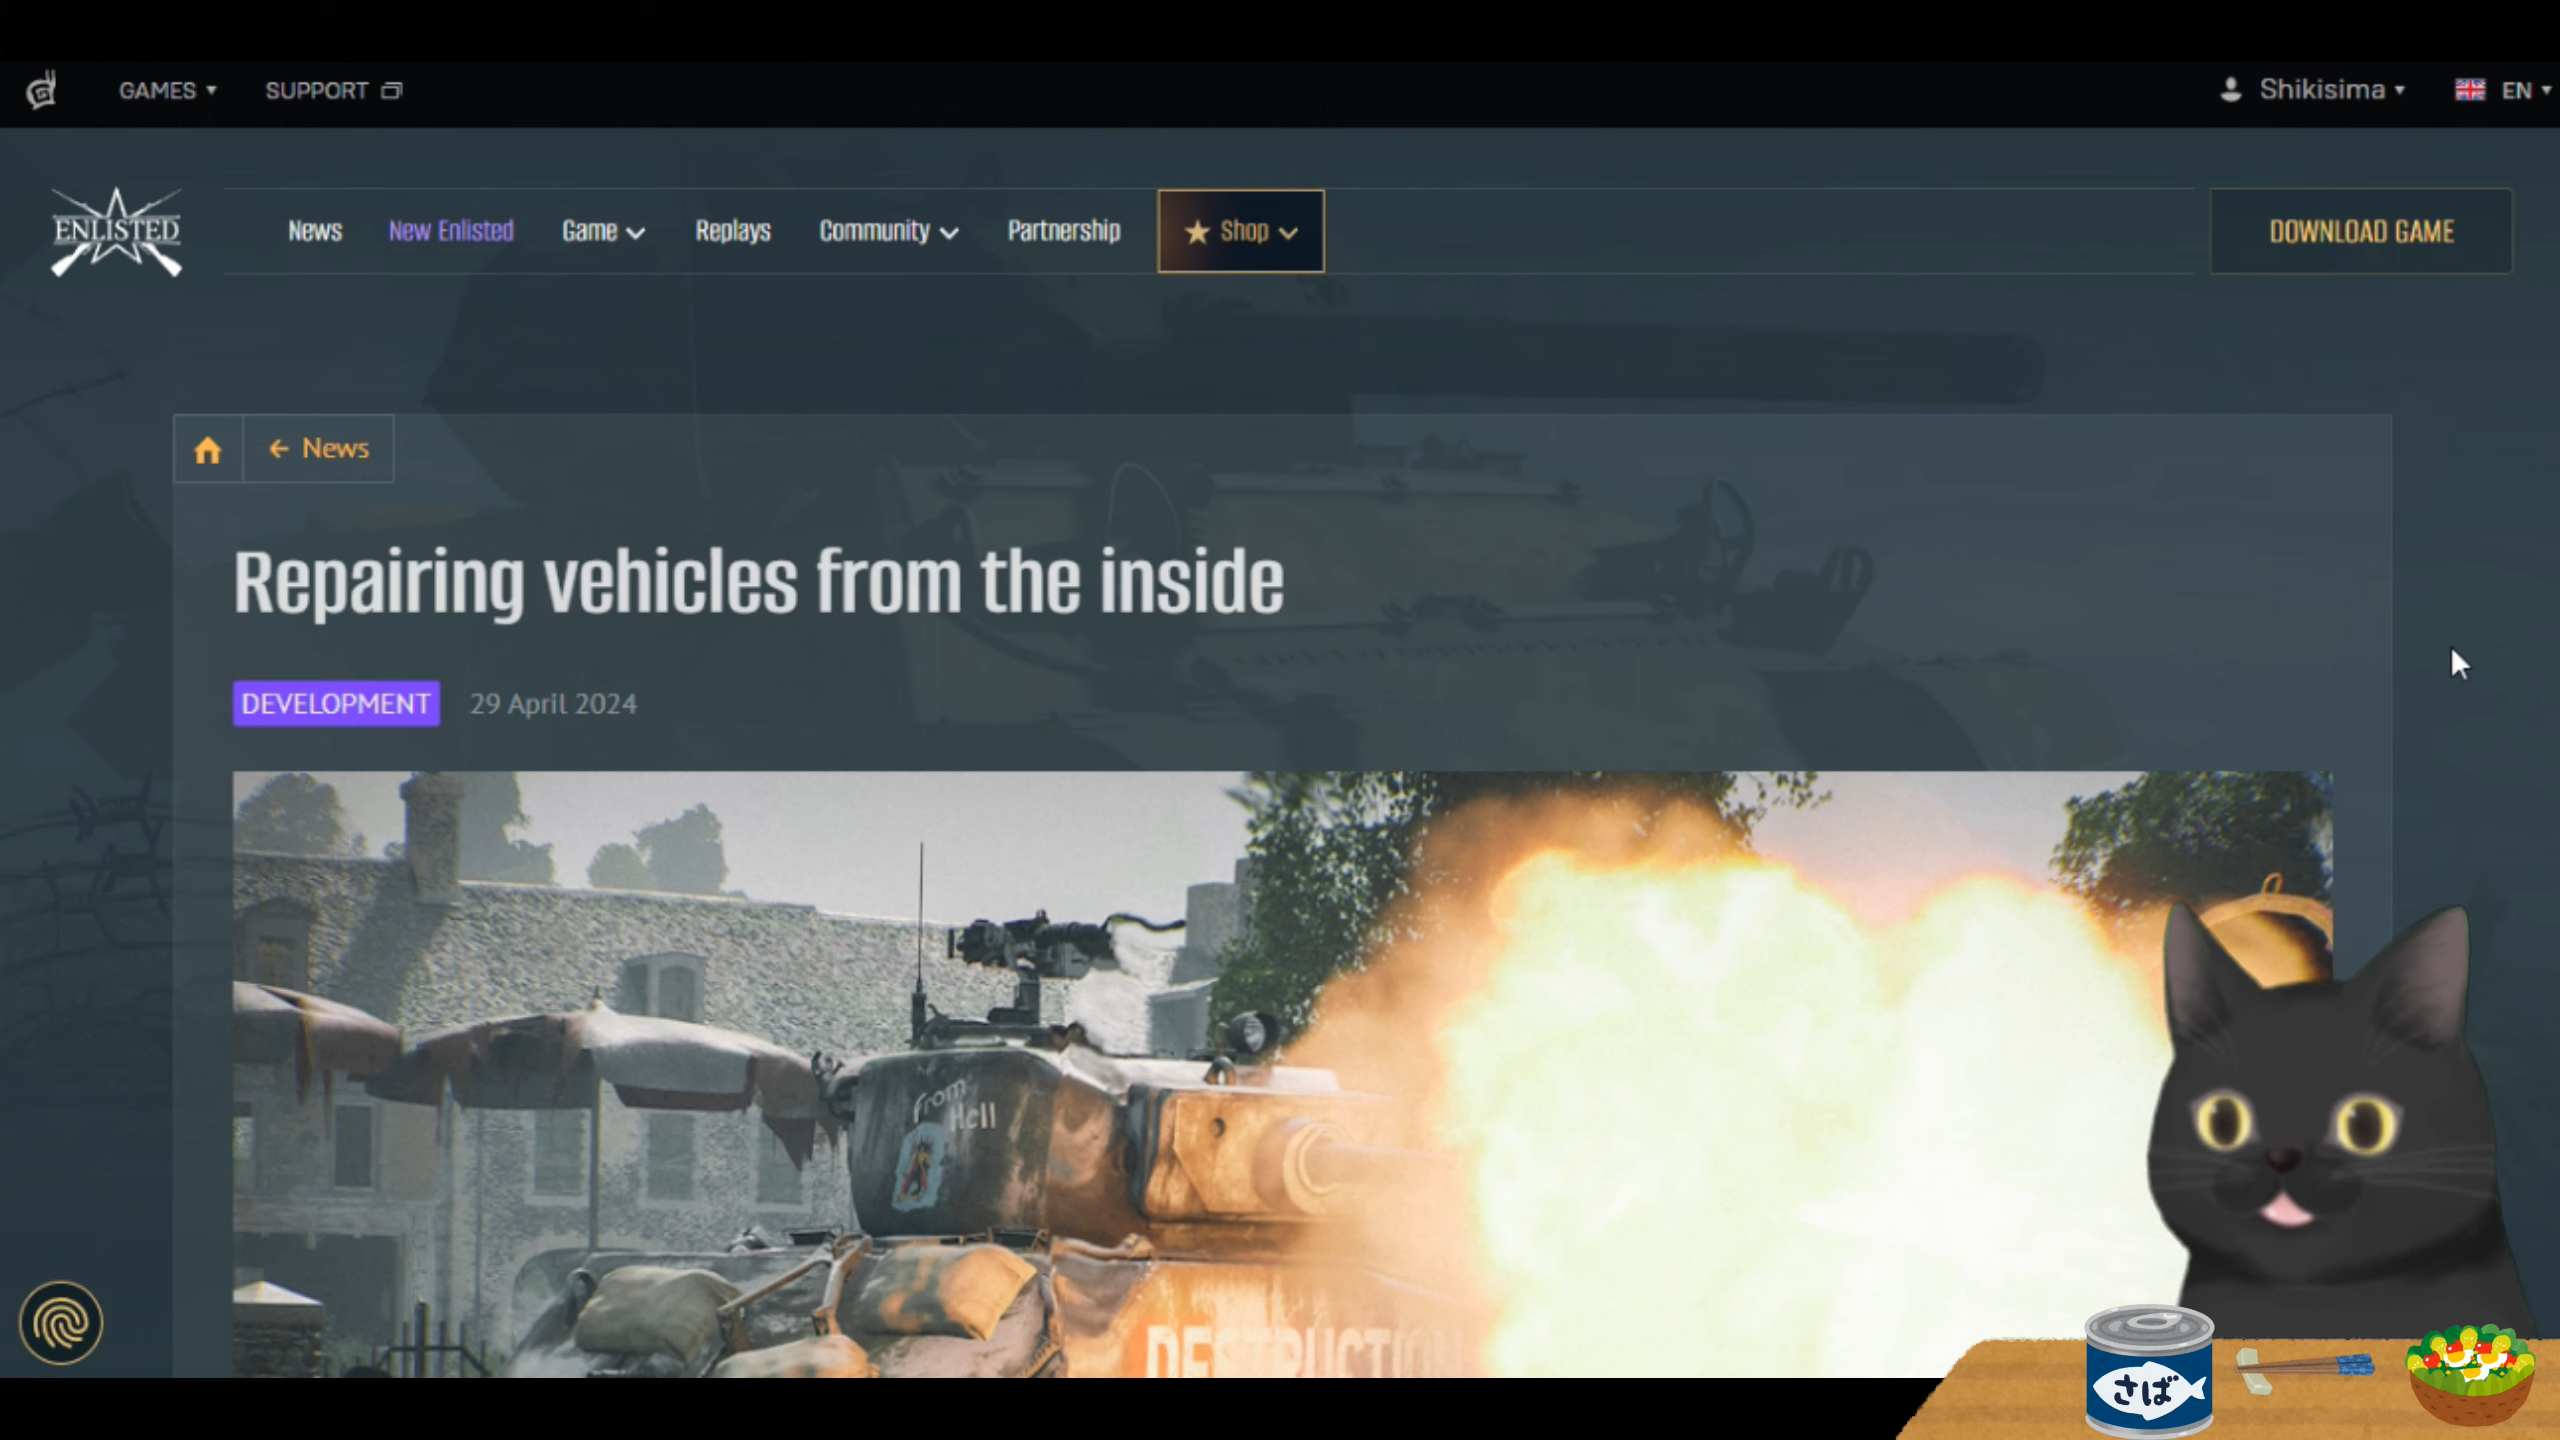 GAMES
SUPPORT
Shikisima
EN
ENLISTED
News
New Enlisted
Game
Replays
Community
Partnership
Shop
DOWNLOAD GAME
News
Repairing vehicles from the inside
DEVELOPMENT
29 April 2024
From
Hell
DESTRUCTION
さば